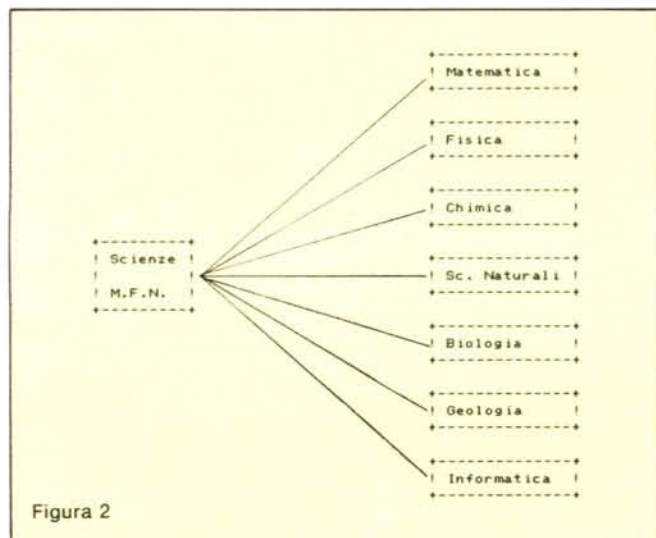 Matematica
Fisica
Chimica
Scienze
M.F.N.
Sc. Naturali
Biologia
Geologia
Informatica
Figura 2